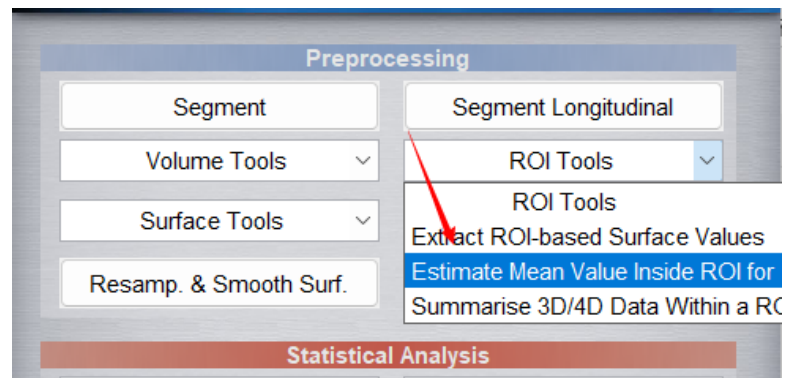 Preprocessing
Segment
Segment Longitudinal
Volume Tools
ROI Tools
Surface Tools
ROI Tools
Extract ROI-based Surface Values
Estimate Mean Value Inside ROI for
Resamp. & Smooth Surf.
Summarise 3D/4D Data Within a RO
Statistical Analysis